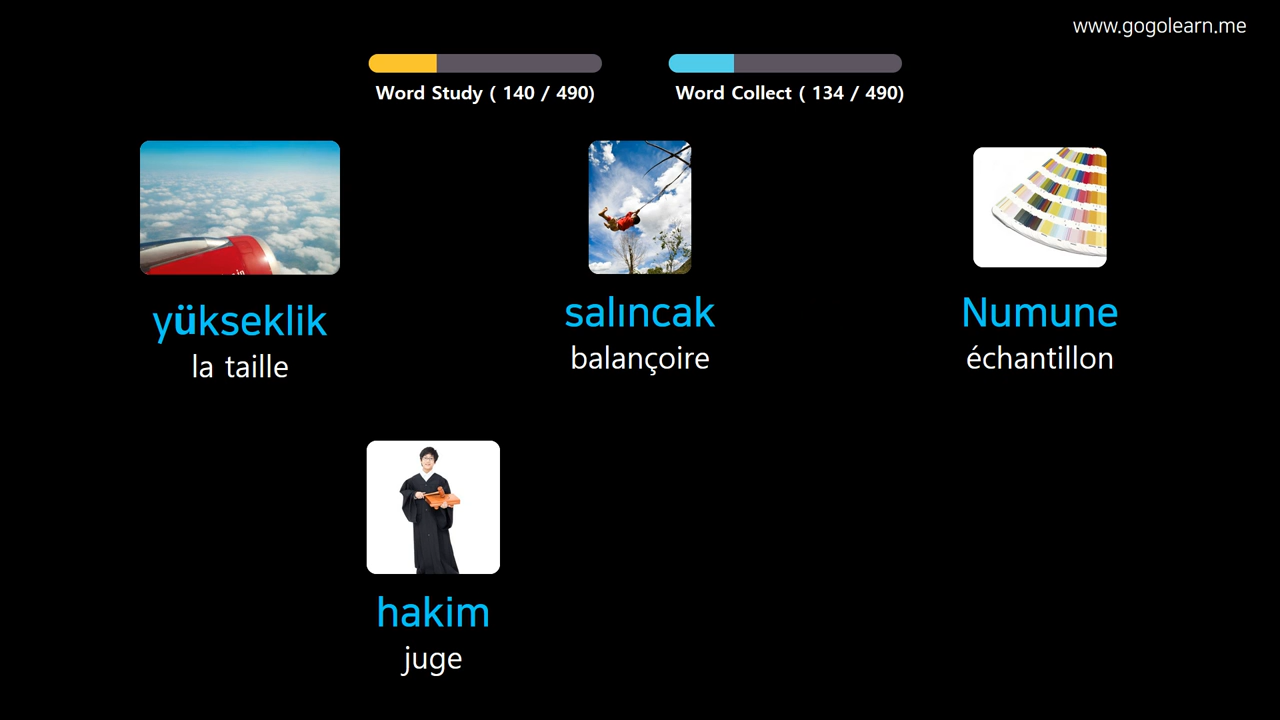 www.gogolearn.me
Word Study ( 140 / 490)
Word Collect ( 134 / 490)
yükseklik
la taille
salıncak
balançoire
Numune
échantillon
hakim
juge